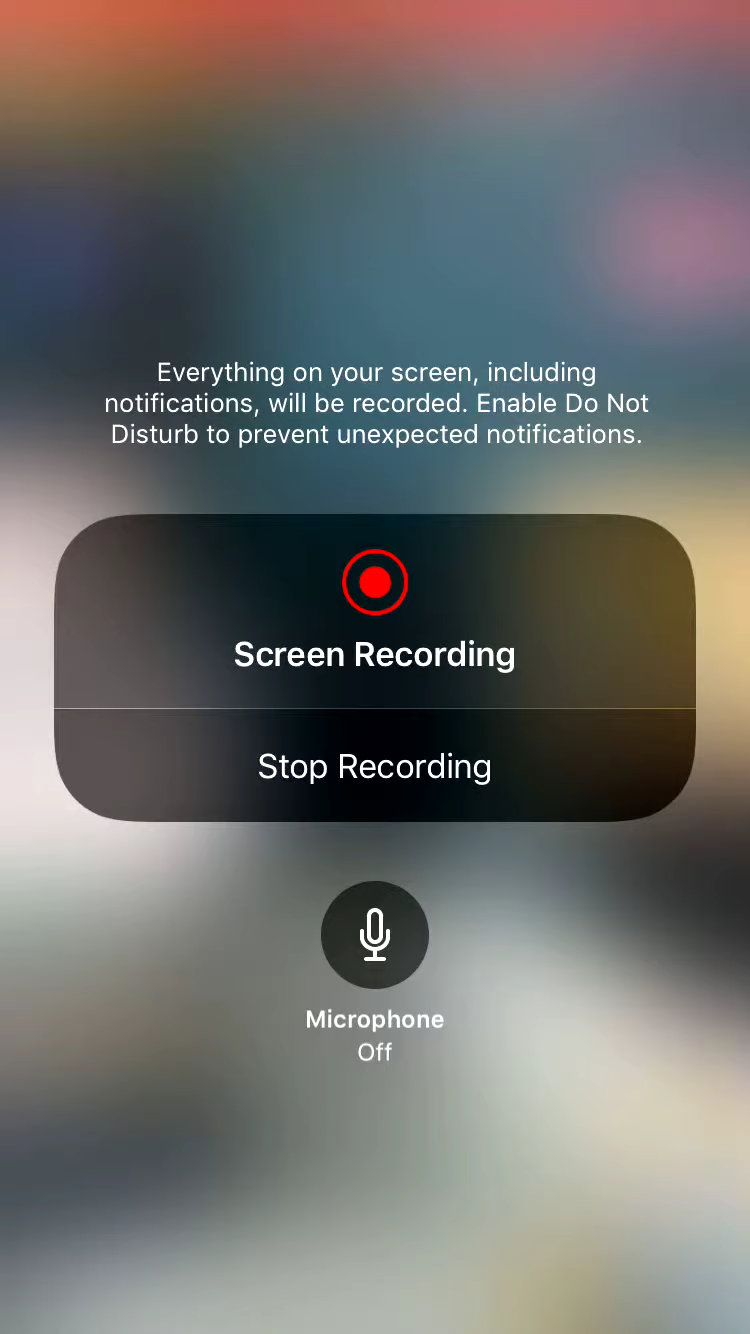 Everything on your screen, including
notifications, will be recorded. Enable Do Not
Disturb to prevent unexpected notifications.
Screen Recording
Stop Recording
Microphone
Off